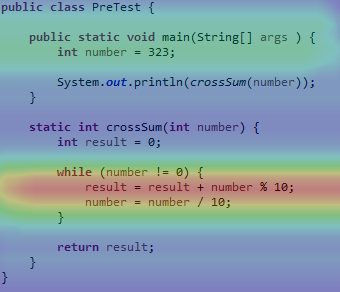 public class PreTest {
    public static void main(String[] args ) {
        int number = 323;
        System.out.println(crossSum(number));
    }
    static int crossSum(int number) {
        int result = 0;
        while (number != 0) {
            result = result + number % 10;
            number = number / 10;
        }
        return result;
    }
}